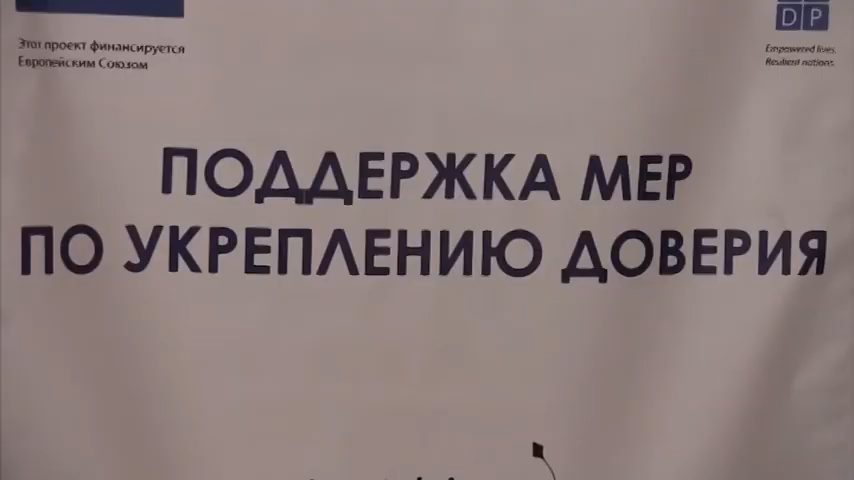 Этот проект финансируется
Европейским Союзом
DP
Empowered lives.
Resilient nations.
ПОДДЕРЖКА МЕР
ПО УКРЕПЛЕНИЮ ДОВЕРИЯ